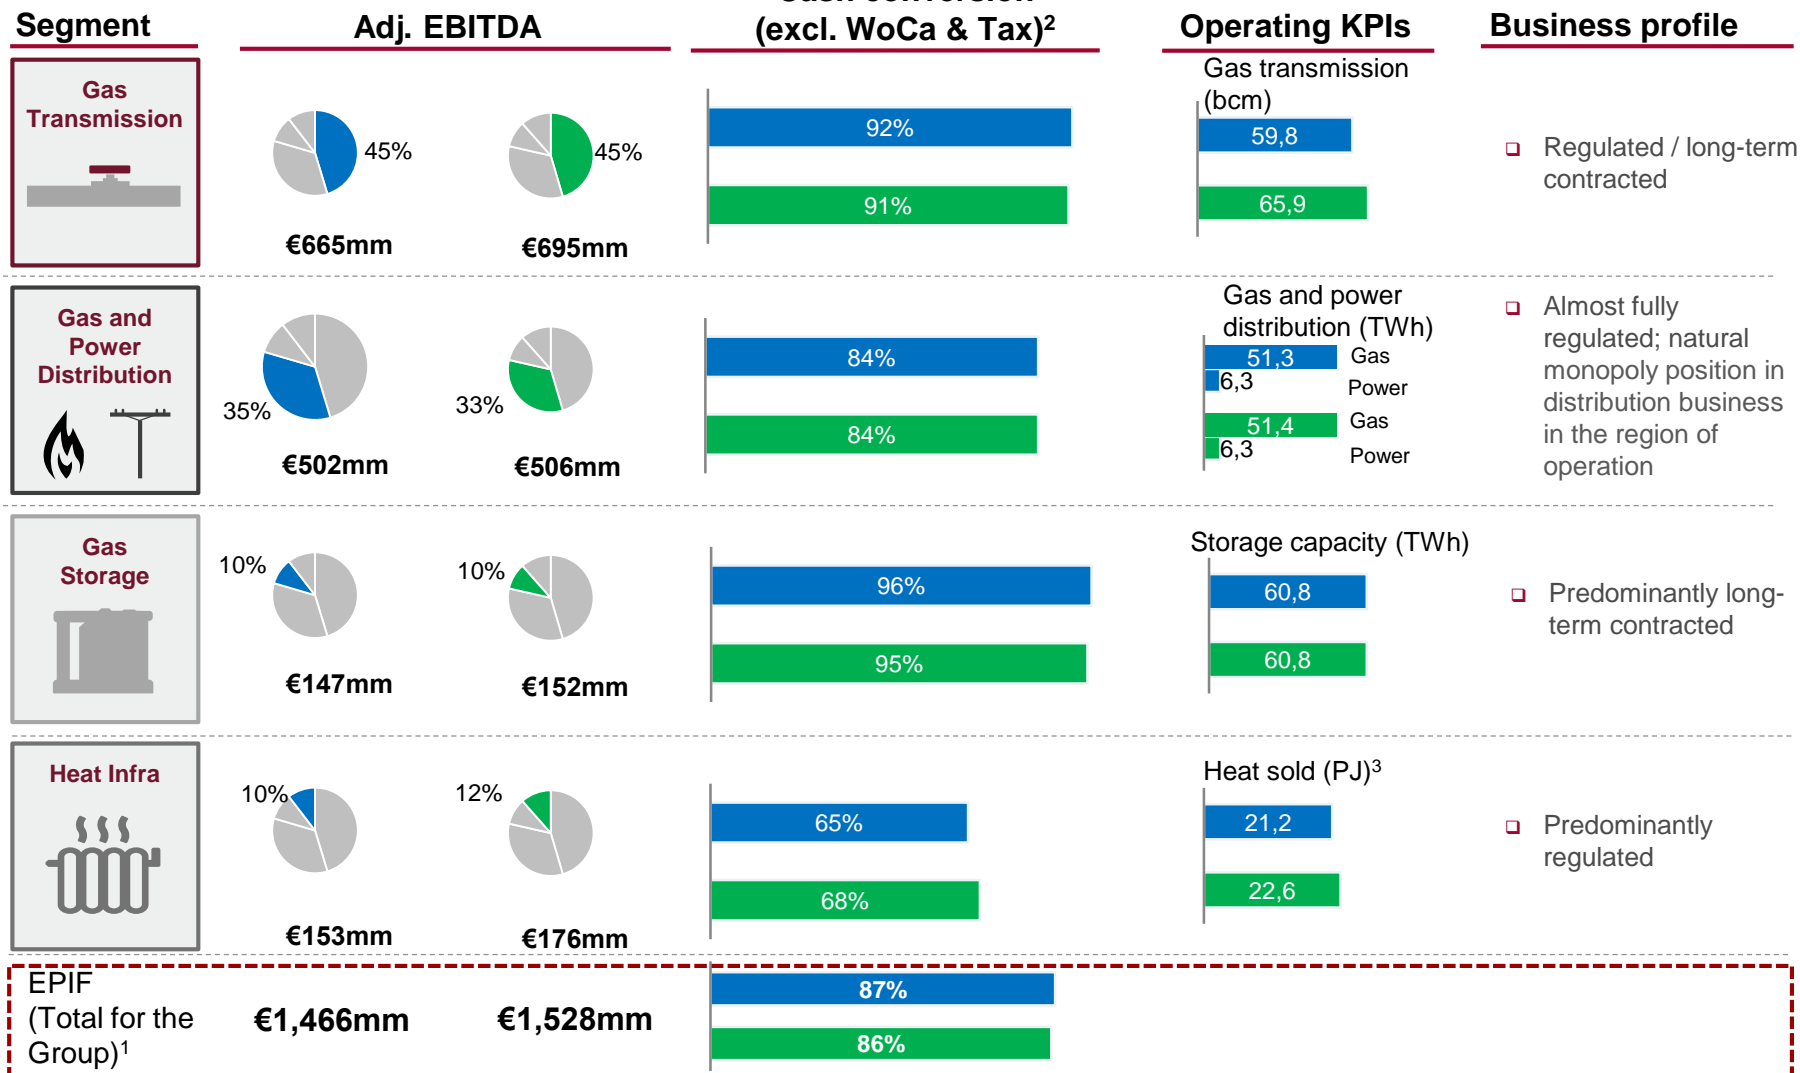 Segment
Adj. EBITDA
(excl. WoCa & Tax)²
Operating KPIs
Business profile
Gas
Transmission
45%
45%
€665mm
€695mm
92%
91%
Gas transmission
(bcm)
59,8
65,9
Regulated / long-term
contracted
Gas and
Power
Distribution
35%
33%
€502mm
€506mm
84%
84%
Gas and power
distribution (TWh)
51,3 Gas
6,3 Power
51,4 Gas
6,3 Power
Almost fully
regulated; natural
monopoly position in
distribution business
in the region of
operation
Gas
Storage
10%
10%
€147mm
€152mm
96%
95%
Storage capacity (TWh)
60,8
60,8
Predominantly long-
term contracted
Heat Infra
10%
12%
€153mm
€176mm
65%
68%
Heat sold (PJ)³
21,2
22,6
Predominantly
regulated
EPIF
(Total for the
Group)¹
€1,466mm
€1,528mm
87%
86%